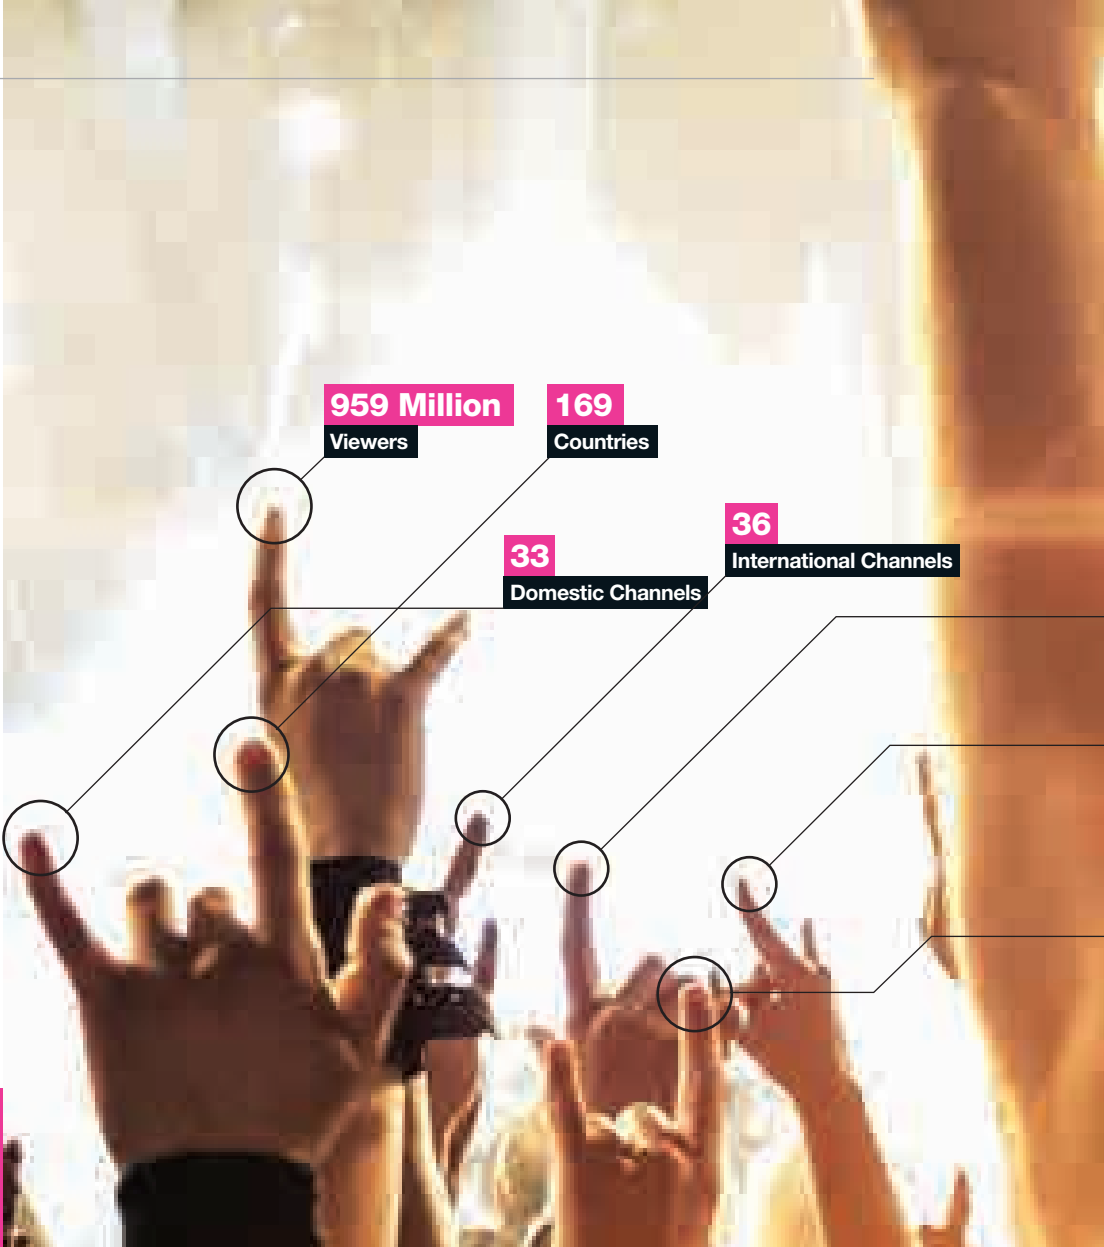 959 Million
Viewers
169
Countries
33
Domestic Channels
36
International Channels